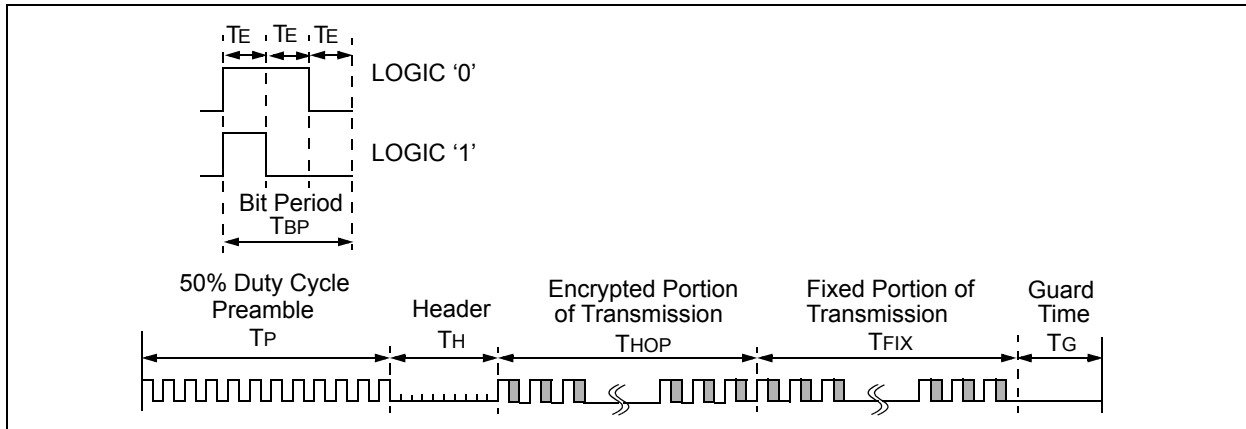 TE TE TE
LOGIC ‘0’
LOGIC ‘1’
Bit Period
TBP
50% Duty Cycle
Preamble
TP
Header
TH
Encrypted Portion
of Transmission
THOP
Fixed Portion of
Transmission
TFIX
Guard
Time
TG